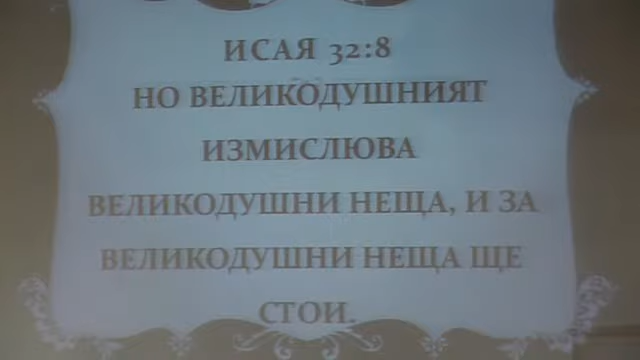 ИСАЯ 32:8
НО ВЕЛИКОДУШНИЯТ
ИЗМИСЛЮВА
ВЕЛИКОДУШНИ НЕЩА, И ЗА
ВЕЛИКОДУШНИ НЕЩА ЩЕ
СТОИ.